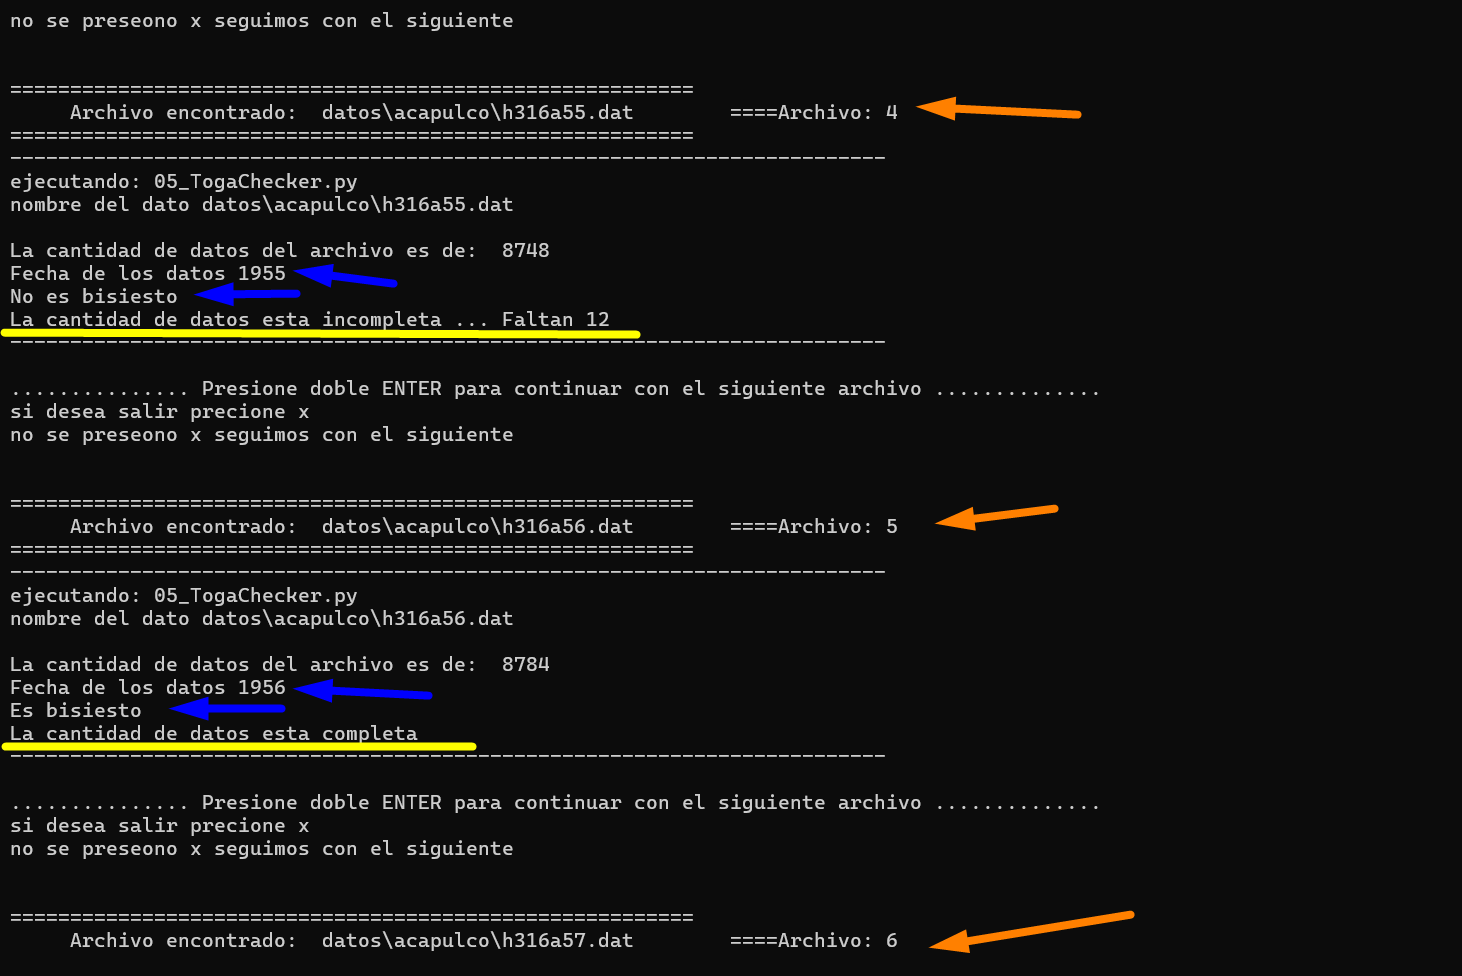 no se preseono x seguimos con el siguiente
=========================================================
Archivo encontrado:  datos\acapulco\h316a55.dat        ====Archivo: 4
=========================================================
-------------------------------------------------------------------------
ejecutando: 05_TogaChecker.py
nombre del dato datos\acapulco\h316a55.dat
La cantidad de datos del archivo es de:  8748
Fecha de los datos 1955
No es bisiesto
La cantidad de datos esta incompleta ... Faltan 12
-------------------------------------------------------------------------
............... Presione doble ENTER para continuar con el siguiente archivo ..............
si desea salir precione x
no se preseono x seguimos con el siguiente
=========================================================
Archivo encontrado:  datos\acapulco\h316a56.dat        ====Archivo: 5
=========================================================
-------------------------------------------------------------------------
ejecutando: 05_TogaChecker.py
nombre del dato datos\acapulco\h316a56.dat
La cantidad de datos del archivo es de:  8784
Fecha de los datos 1956
Es bisiesto
La cantidad de datos esta completa
-------------------------------------------------------------------------
............... Presione doble ENTER para continuar con el siguiente archivo ..............
si desea salir precione x
no se preseono x seguimos con el siguiente
=========================================================
Archivo encontrado:  datos\acapulco\h316a57.dat        ====Archivo: 6